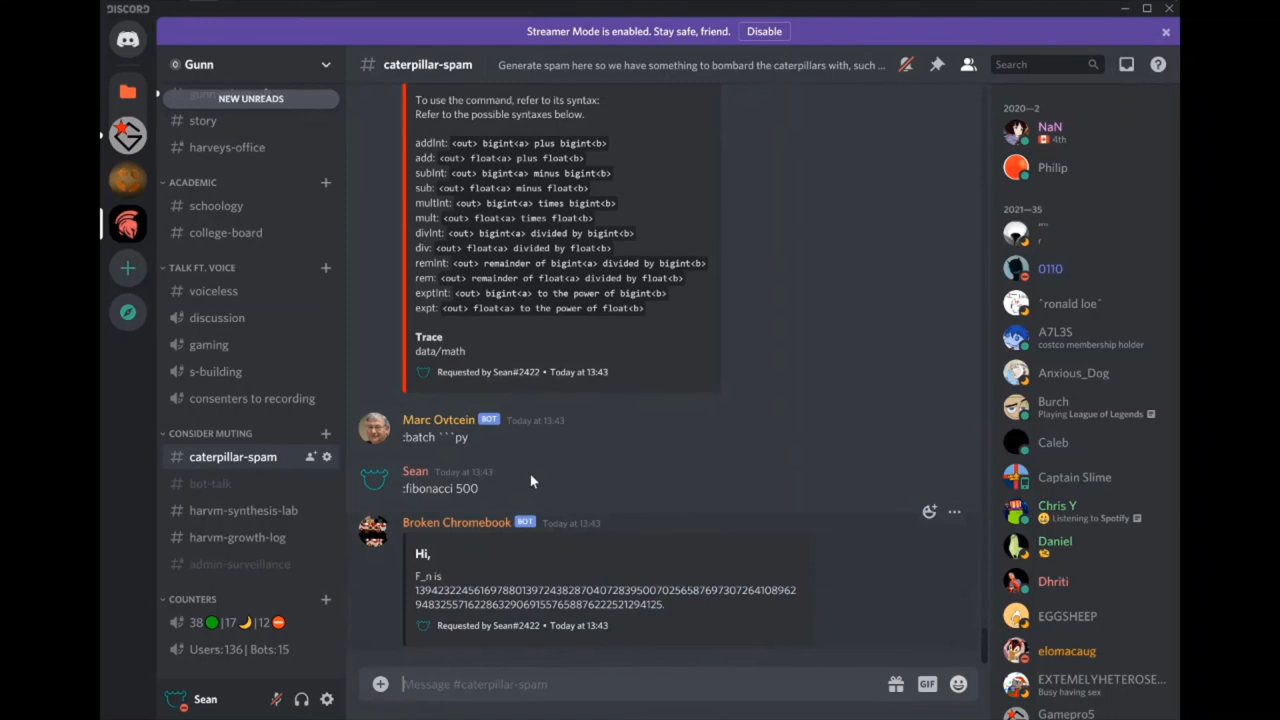 DISCORD
Streamer Mode is enabled. Stay safe, friend.
Disable
Gunn
NEW UNREADS
story
harveys-office
ACADEMIC
schoology
college-board
TALK FT. VOICE
voiceless
discussion
gaming
s-building
consenters to recording
CONSIDER MUTING
caterpillar-spam
bot-talk
harvm-synthesis-lab
harvm-growth-log
admin-surveillance
COUNTERS
38 🟢|17 🌙|12 ⛔
Users:136| Bots:15
Sean
# caterpillar-spam
Generate spam here so we have something to bombard the caterpillars with, such ...
Search
To use the command, refer to its syntax:
Refer to the possible syntaxes below.
addInt: <out> bigint<a> plus bigint<b>
add: <out> float<a> plus float<b>
subInt: <out> bigint<a> minus bigint<b>
sub: <out> float<a> minus float<b>
multInt: <out> bigint<a> times bigint<b>
mult: <out> float<a> times float<b>
divInt: <out> bigint<a> divided by bigint<b>
div: <out> float<a> divided by float<b>
remInt: <out> remainder of bigint<a> divided by bigint<b>
rem: <out> remainder of float<a> divided by float<b>
exptInt: <out> bigint<a> to the power of bigint<b>
expt: <out> float<a> to the power of float<b>
Trace
data/math
Requested by Sean#2422 • Today at 13:43
Marc Ovtcein BOT Today at 13:43
:batch ```py
Sean Today at 13:43
:fibonacci 500
Broken Chromebook BOT Today at 13:43
Hi,
F_n is
139423224561697880139724382870407283950070256587697307264108962
948325571622863290691557658876222521294125.
Requested by Sean#2422 • Today at 13:43
Message #caterpillar-spam
GIF
2020—2
NaN
🇨🇦 4th
Philip
2021—35
0110
ronald loe
A7L3S
costco membership holder
Anxious_Dog
Burch
Playing League of Legends
Caleb
Captain Slime
Chris Y
Listening to Spotify
Daniel
Dhriti
EGGSHEEP
elomacaug
EXTEMELYHETEROSE...
Busy having sex
Gamepro5